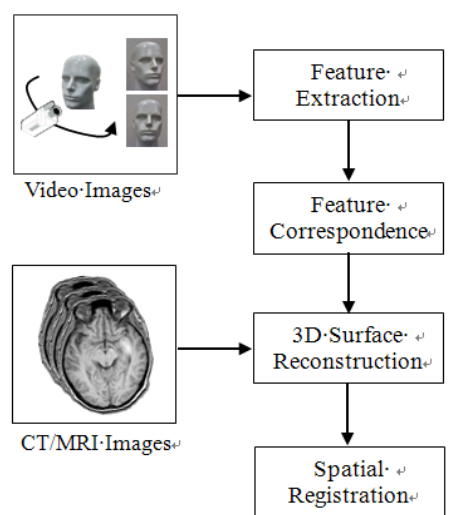 Feature
Extraction
Video Images
Feature
Correspondence
3D Surface
Reconstruction
CT/MRI Images
Spatial
Registration